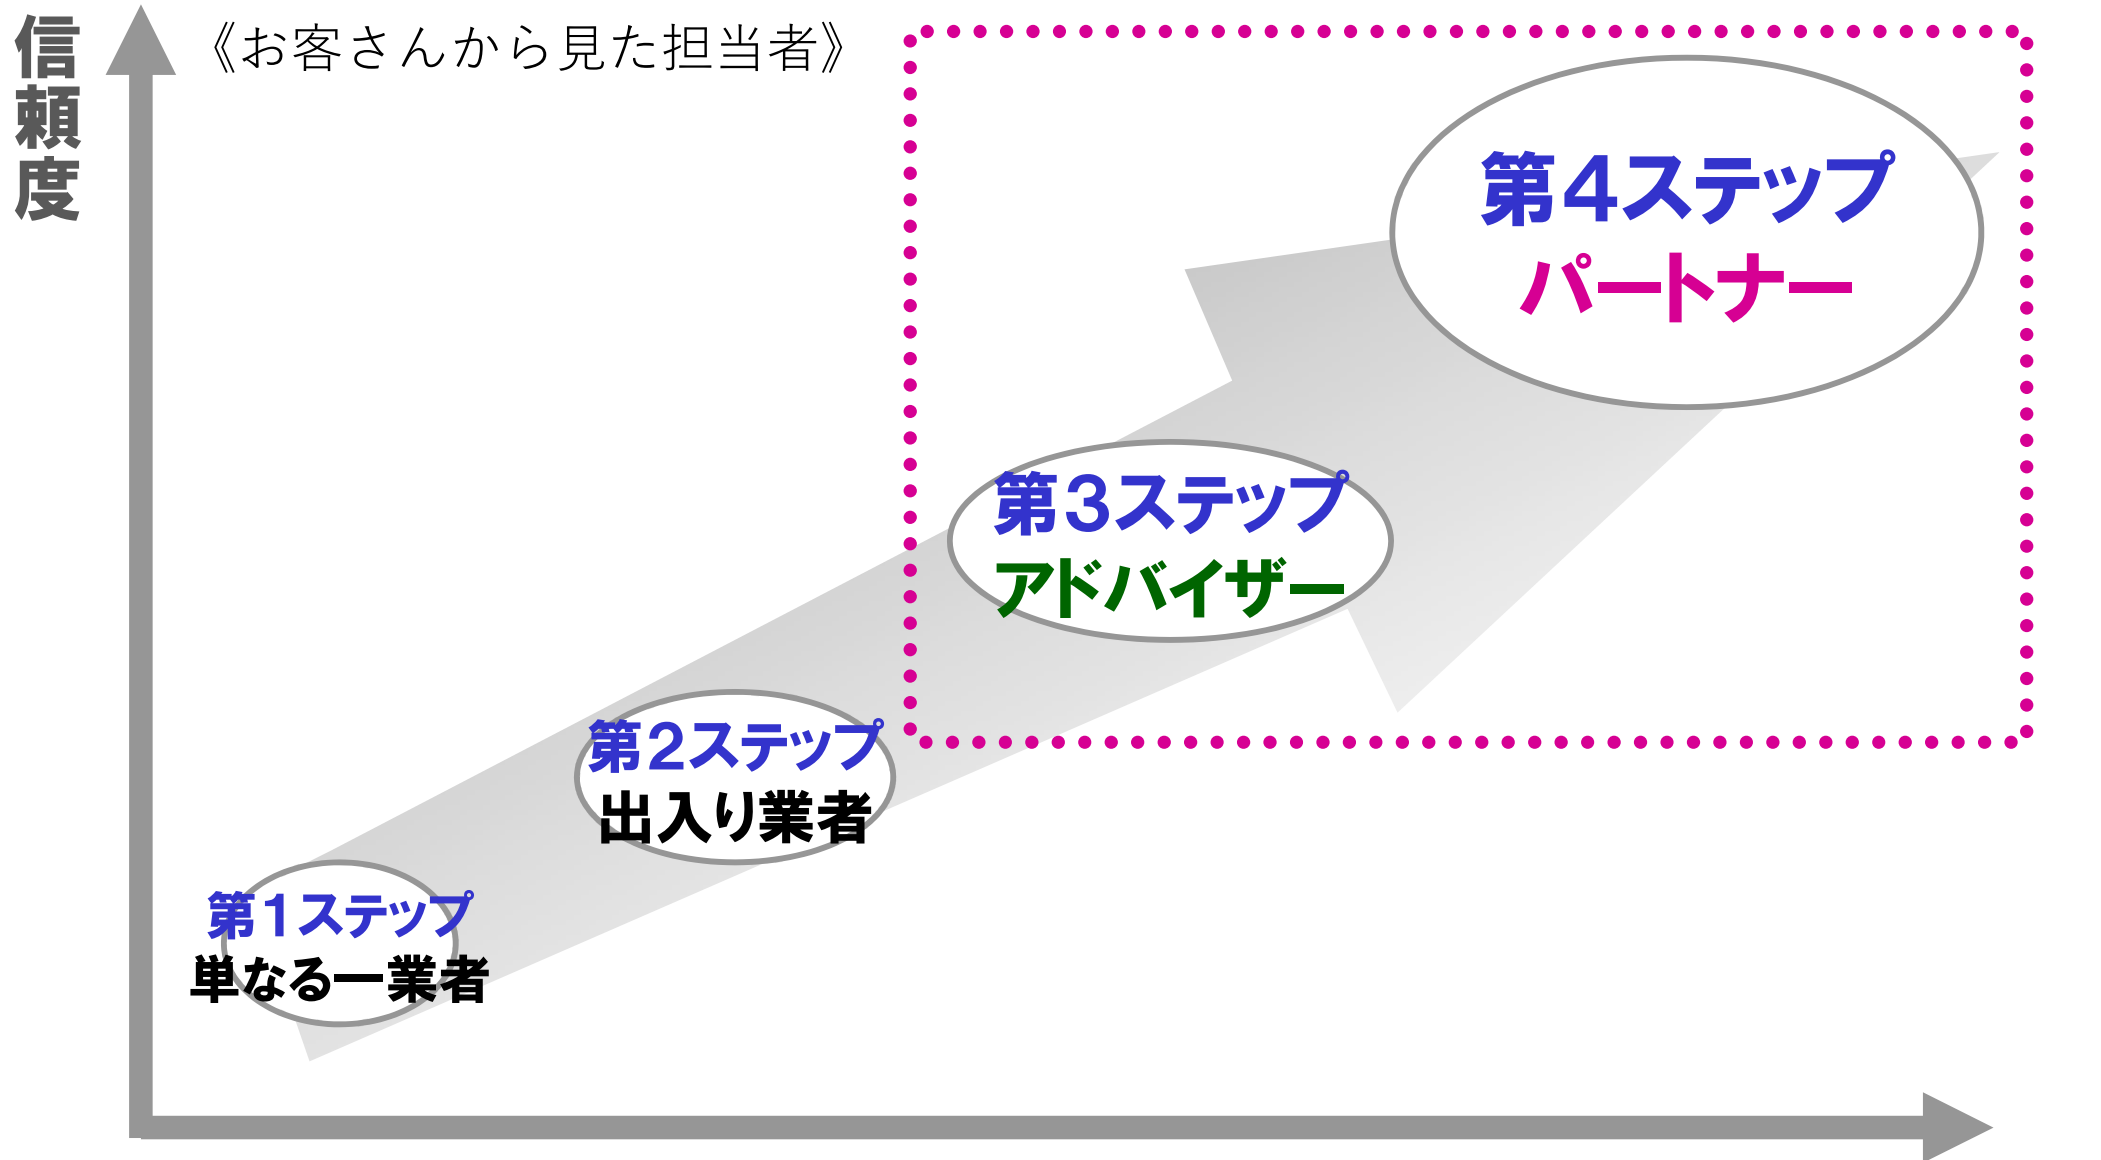 信頼度
《お客さんから見た担当者》
第4ステップ
パートナー
第3ステップ
アドバイザー
第2ステップ
出入り業者
第1ステップ
単なる一業者